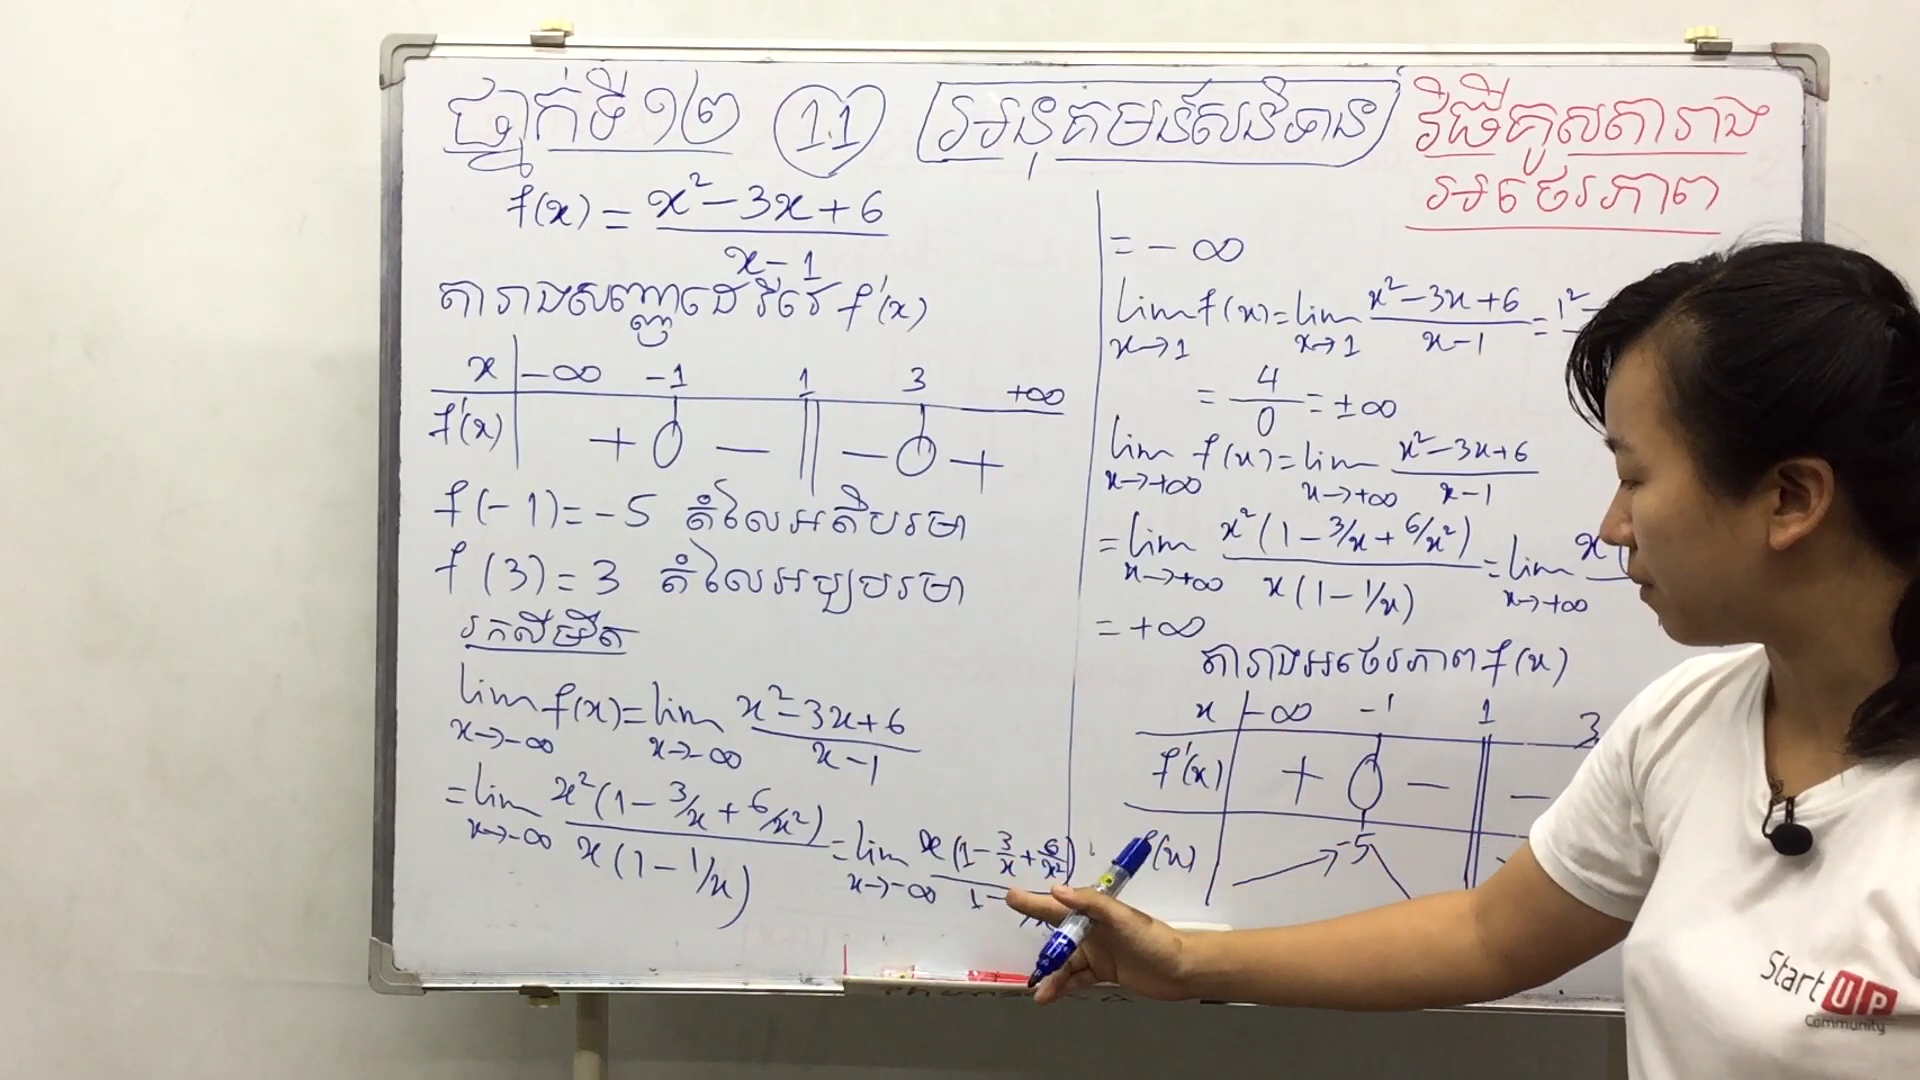 ថ្នាក់ទី១២ (1.1) អនុគមន៍សនិទាន
វិធីគូសតារាង
អថេរភាព
f(x) = (x² - 3x + 6)/(x - 1)
តារាងសញ្ញាដេរីវេ f'(x)
x | -∞ -1 1 3 +∞
f'(x) | + 0 - || - 0 +
f(-1) = -5 តំលៃអតិបរមា
f(3) = 3 តំលៃអប្បបរមា
រកលីមីត
lim x→-∞ f(x) = lim x→-∞ (x² - 3x + 6)/(x - 1)
= lim x→-∞ x²(1 - 3/x + 6/x²)/x(1 - 1/x) = lim x→-∞ x(1 - 3/x + 6/x²)/1 -
= -∞
lim x→1 f(x) = lim x→1 (x² - 3x + 6)/(x - 1) = 1² -
= 4/0 = ±∞
lim x→+∞ f(x) = lim x→+∞ (x² - 3x + 6)/(x - 1)
= lim x→+∞ x²(1 - 3/x + 6/x²)/x(1 - 1/x) = lim x→+∞ x
= +∞
តារាងអថេរភាព f(x)
x | -∞ -1 1 3
f'(x) | + 0 - || -
f(x) | -5
Start UP
Community